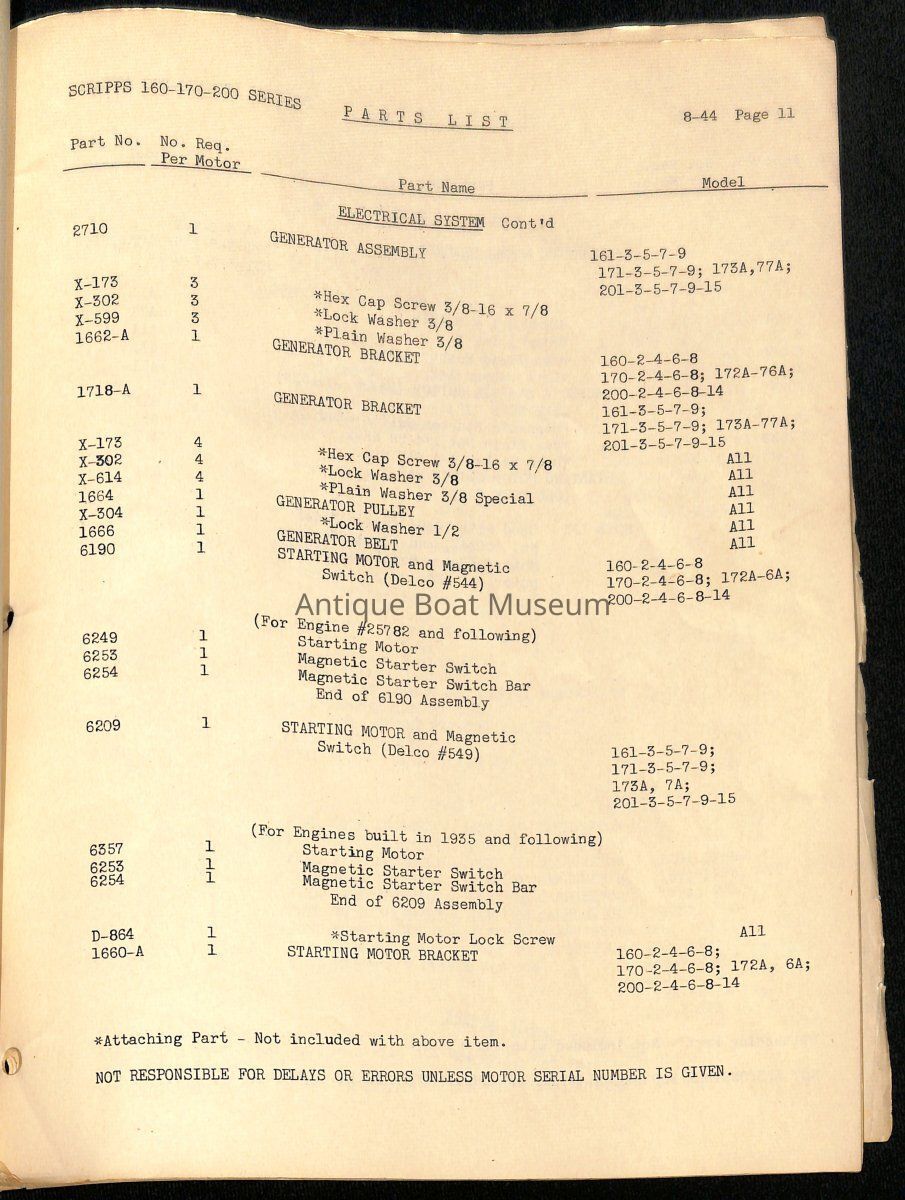 SCRIPPS 160-170-200 SERIES
PARTS LIST
8-44 Page 11
Part No. No. Req. Per Motor Part Name Model
ELECTRICAL SYSTEM Cont'd
2710 1 GENERATOR ASSEMBLY 161-3-5-7-9
171-3-5-7-9; 173A,77A;
201-3-5-7-9-15
X-173 3 *Hex Cap Screw 3/8-16 x 7/8
X-302 3 *Lock Washer 3/8
X-599 3 *Plain Washer 3/8
1662-A 1 GENERATOR BRACKET 160-2-4-6-8
170-2-4-6-8; 172A-76A;
200-2-4-6-8-14
1718-A 1 GENERATOR BRACKET 161-3-5-7-9;
171-3-5-7-9; 173A-77A;
201-3-5-7-9-15
X-173 4 *Hex Cap Screw 3/8-16 x 7/8 All
X-302 4 *Lock Washer 3/8 All
X-614 4 *Plain Washer 3/8 Special All
1664 1 GENERATOR PULLEY All
X-304 1 *Lock Washer 1/2 All
1666 1 GENERATOR BELT All
6190 1 STARTING MOTOR and Magnetic 160-2-4-6-8
Switch (Delco #544) 170-2-4-6-8; 172A-6A;
200-2-4-6-8-14
Antique Boat Museum
(For Engine #25782 and following)
6249 1 Starting Motor
6253 1 Magnetic Starter Switch
6254 1 Magnetic Starter Switch Bar
End of 6190 Assembly
6209 1 STARTING MOTOR and Magnetic
Switch (Delco #549) 161-3-5-7-9;
171-3-5-7-9;
173A, 7A;
201-3-5-7-9-15
(For Engines built in 1935 and following)
6357 1 Starting Motor
6253 1 Magnetic Starter Switch
6254 1 Magnetic Starter Switch Bar
End of 6209 Assembly
D-864 1 *Starting Motor Lock Screw All
1660-A 1 STARTING MOTOR BRACKET 160-2-4-6-8;
170-2-4-6-8; 172A, 6A;
200-2-4-6-8-14
*Attaching Part - Not included with above item.
NOT RESPONSIBLE FOR DELAYS OR ERRORS UNLESS MOTOR SERIAL NUMBER IS GIVEN.